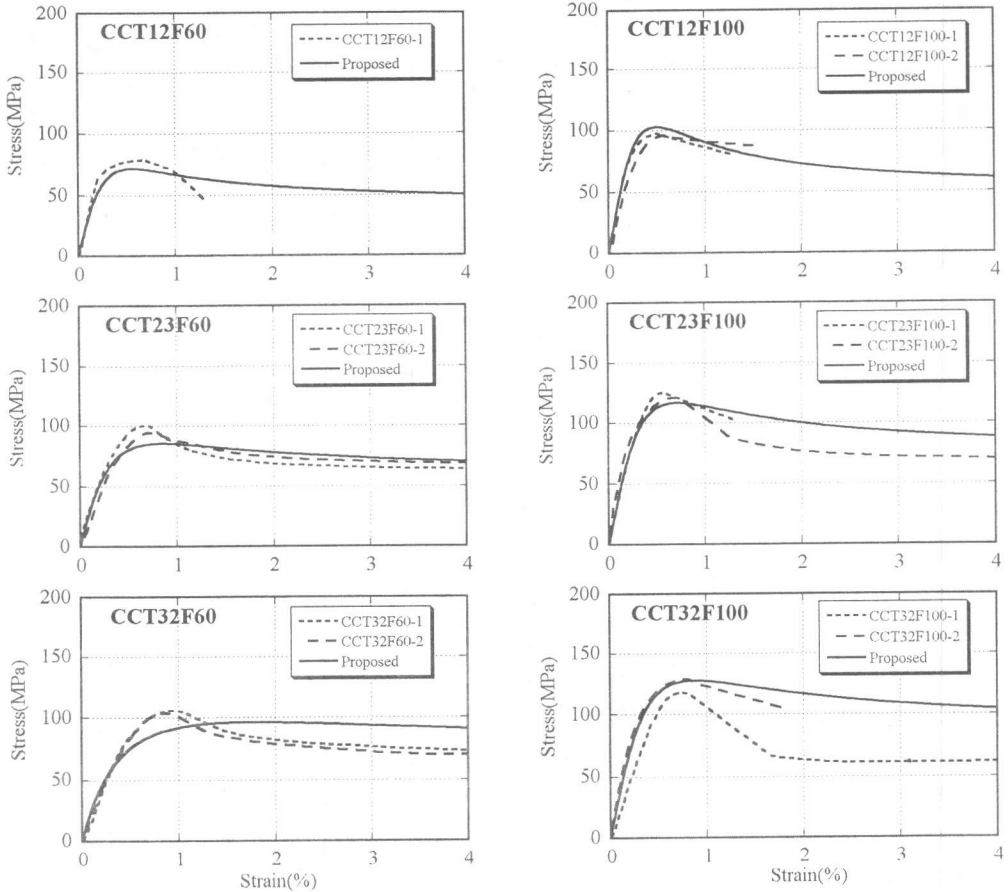 CCT12F60
CCT12F60-1
Proposed
Stress(MPa)
200
150
100
50
0
0 1 2 3 4
CCT12F100
CCT12F100-1
CCT12F100-2
Proposed
Stress(MPa)
200
150
100
50
0
0 1 2 3 4
CCT23F60
CCT23F60-1
CCT23F60-2
Proposed
Stress(MPa)
200
150
100
50
0
0 1 2 3 4
CCT23F100
CCT23F100-1
CCT23F100-2
Proposed
Stress(MPa)
200
150
100
50
0
0 1 2 3 4
CCT32F60
CCT32F60-1
CCT32F60-2
Proposed
Stress(MPa)
200
150
100
50
0
0 1 2 3 4
Strain(%)
CCT32F100
CCT32F100-1
CCT32F100-2
Proposed
Stress(MPa)
200
150
100
50
0
0 1 2 3 4
Strain(%)